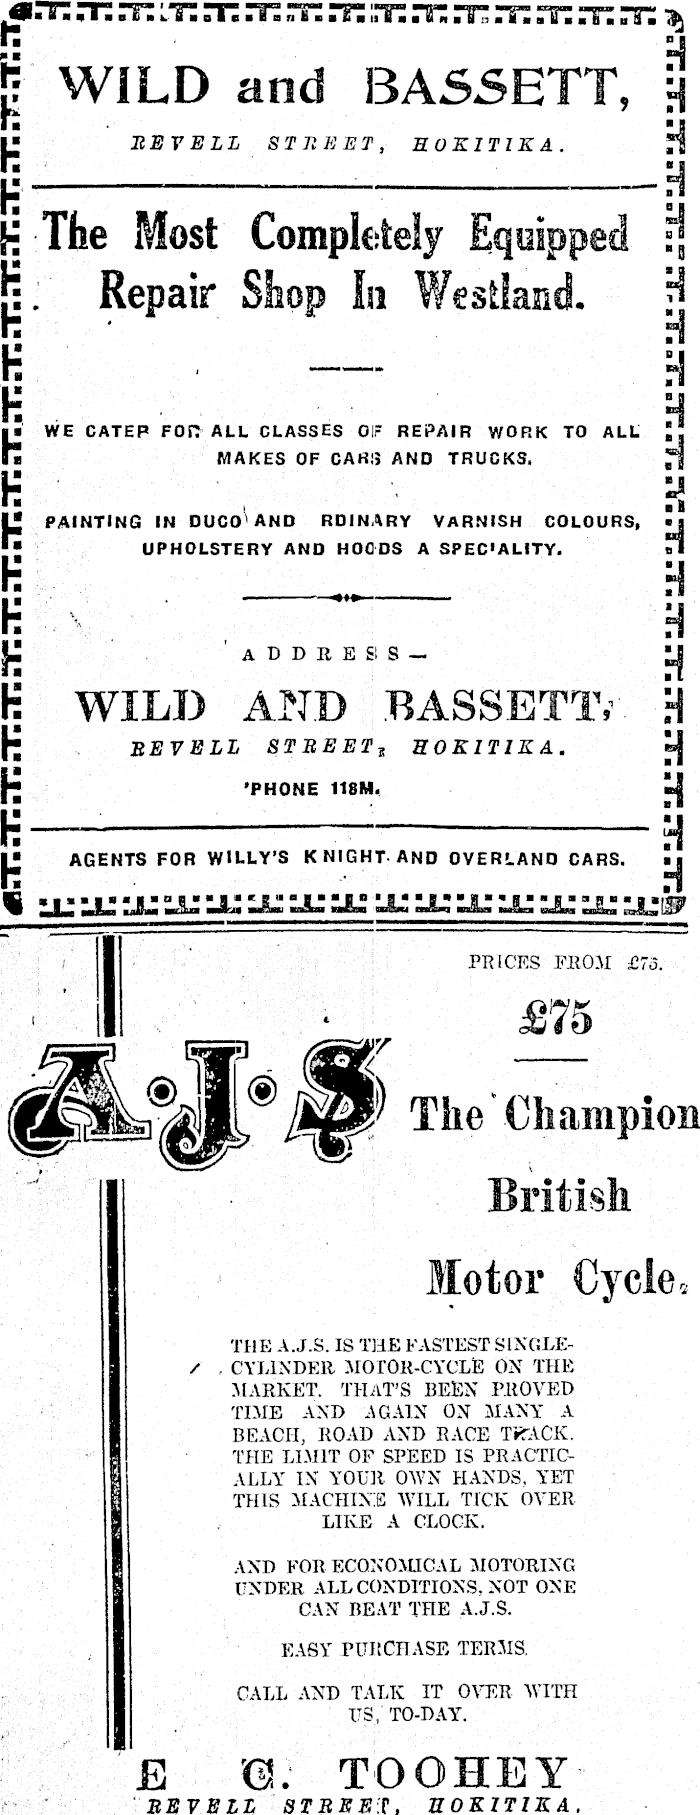 WILD and BASSETT,
REVELL STREET, HOKITIKA.
The Most Completely Equipped
Repair Shop In Westland.
WE CATER FOR ALL CLASSES OF REPAIR WORK TO ALL
MAKES OF CARS AND TRUCKS.
PAINTING IN DUCO AND RDINARY VARNISH COLOURS,
UPHOLSTERY AND HOODS A SPECIALITY.
ADDRESS—
WILD AND BASSETT,
REVELL STREET, HOKITIKA.
'PHONE 118M.
AGENTS FOR WILLY'S KNIGHT AND OVERLAND CARS.
PRICES FROM £75.
£75
A.J.S
The Champion
British
Motor Cycle.
THE A.J.S. IS THE FASTEST SINGLE-
CYLINDER MOTOR-CYCLE ON THE
MARKET. THAT'S BEEN PROVED
TIME AND AGAIN ON MANY A
BEACH, ROAD AND RACE TRACK.
THE LIMIT OF SPEED IS PRACTIC-
ALLY IN YOUR OWN HANDS, YET
THIS MACHINE WILL TICK OVER
LIKE A CLOCK.
AND FOR ECONOMICAL MOTORING
UNDER ALL CONDITIONS, NOT ONE
CAN BEAT THE A.J.S.
EASY PURCHASE TERMS.
CALL AND TALK IT OVER WITH
US, TO-DAY.
E C. TOOHEY
REVELL STREET, HOKITIKA.